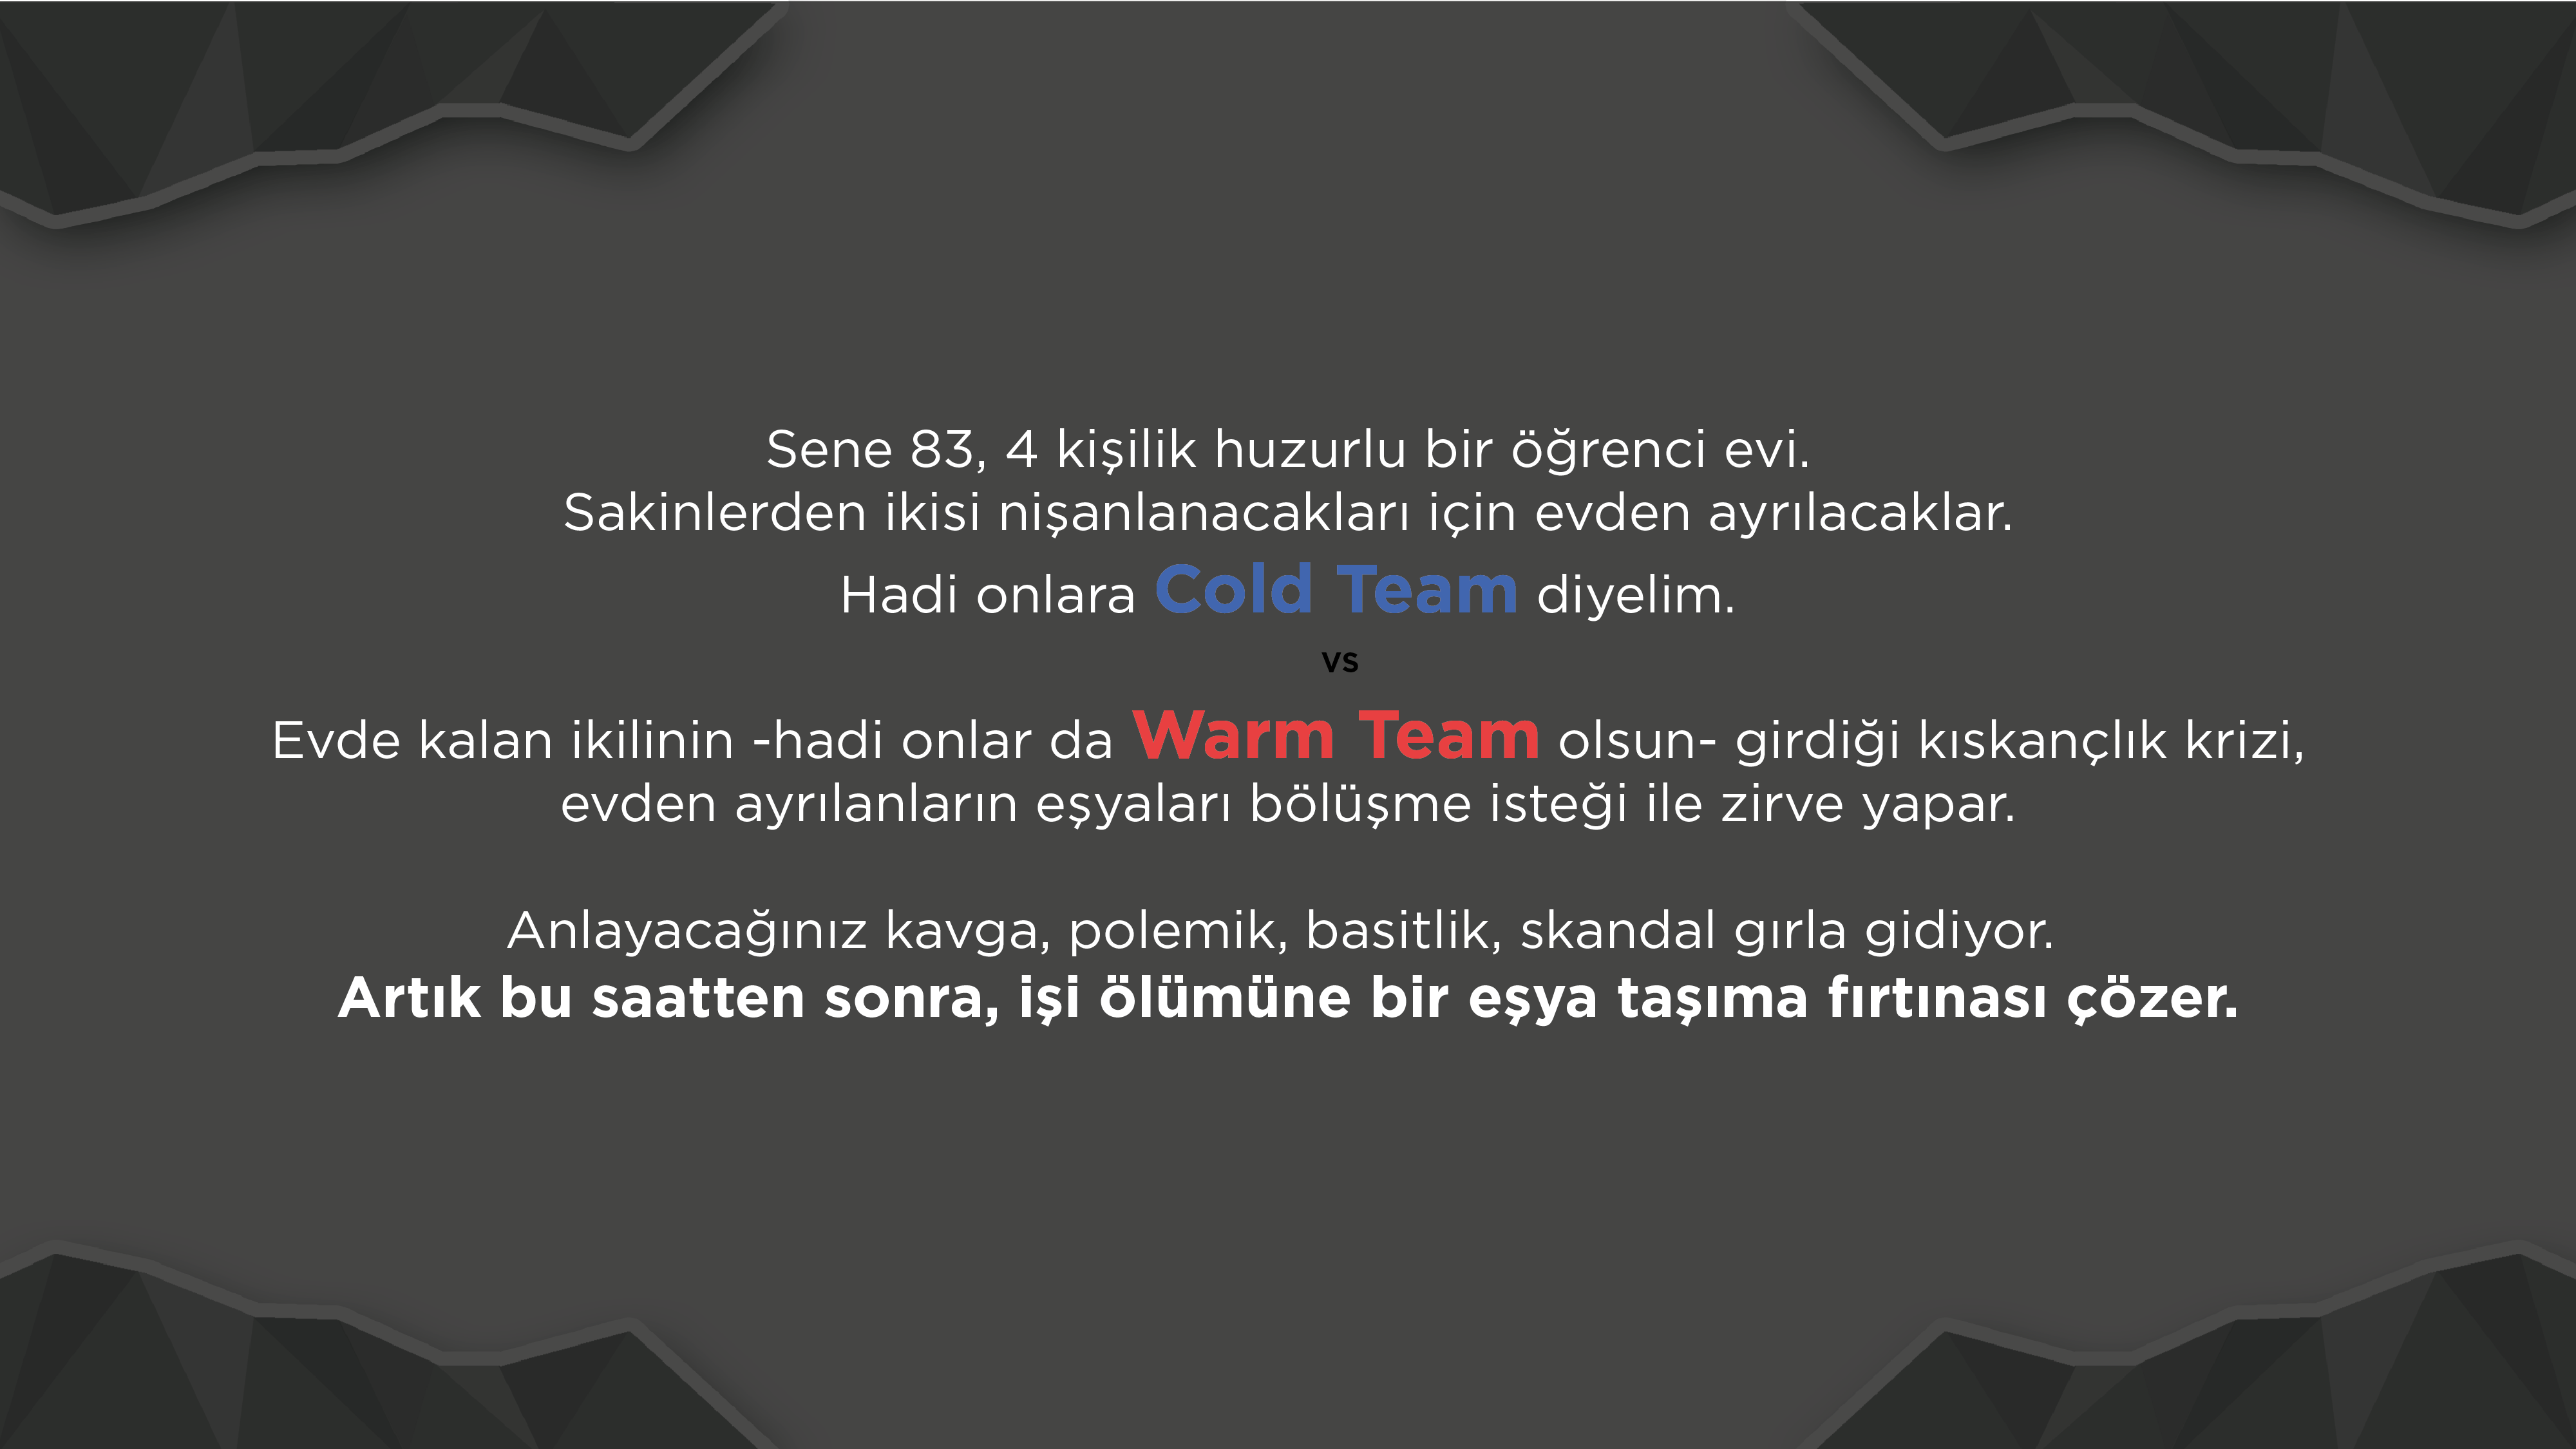 Sene 83, 4 kişilik huzurlu bir öğrenci evi.
Sakinlerden ikisi nişanlanacakları için evden ayrılacaklar.
Hadi onlara Cold Team diyelim.
vs
Evde kalan ikilinin -hadi onlar da Warm Team olsun- girdiği kıskançlık krizi,
evden ayrılanların eşyaları bölüşme isteği ile zirve yapar.
Anlayacağınız kavga, polemik, basitlik, skandal gırla gidiyor.
Artık bu saatten sonra, işi ölümüne bir eşya taşıma fırtınası çözer.